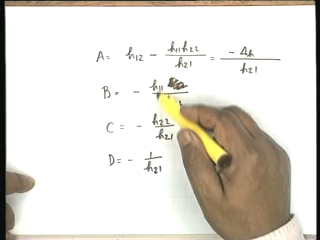 A = h12 - h11h22 / h21 = -Δh / h21
B = - h11
C = - h22 / h21
D = - 1 / h21